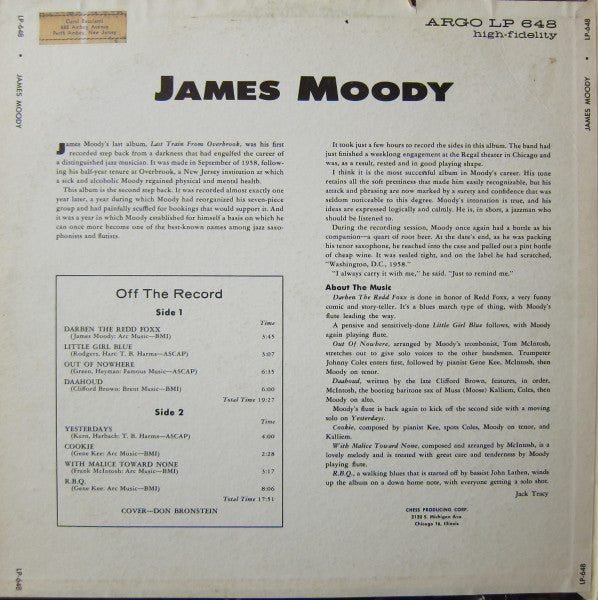 LP-648 • JAMES MOODY
Carol Ruscianti
688 Amboy Avenue
Perth Amboy, New Jersey
ARGO LP 648
high-fidelity
LP-648 • JAMES MOODY
JAMES MOODY
James Moody's last album, Last Train From Overbrook, was his first
recorded step back from a darkness that had engulfed the career of
a distinguished jazz musician. It was made in September of 1958, follow-
ing his half-year tenure at Overbrook, a New Jersey institution at which
a sick and alcoholic Moody regained physical and mental health.
This album is the second step back. It was recorded almost exactly one
year later, a year during which Moody had reorganized his seven-piece
group and had painfully scuffled for bookings that would support it. And
it was a year in which Moody established for himself a basis on which he
can once more become one of the best-known names among jazz saxo-
phonists and flutists.
Off The Record
Side 1
Time
DARBEN THE REDD FOXX
(James Moody: Arc Music—BMI) 3:45
LITTLE GIRL BLUE
(Rodgers, Hart: T. B. Harms—ASCAP) 3:07
OUT OF NOWHERE
(Green, Heyman: Famous Music—ASCAP) 6:35
DAAHOUD
(Clifford Brown: Brent Music—BMI) 6:00
Total Time 19:27
Side 2
Time
YESTERDAYS
(Kern, Harbach: T. B. Harms—ASCAP) 4:00
COOKIE
(Gene Kee: Arc Music—BMI) 2:28
WITH MALICE TOWARD NONE
(Frank McIntosh: Arc Music—BMI) 3:17
R.B.Q.
(Gene Kee: Arc Music—BMI) 8:06
Total Time 17:51
COVER—DON BRONSTEIN
It took just a few hours to record the sides in this album. The band had
just finished a weeklong engagement at the Regal theater in Chicago and
was, as a result, rested and in good playing shape.
I think it is the most successful album in Moody's career. His tone
retains all the soft prettiness that made him easily recognizable, but his
attack and phrasing are now marked by a surety and confidence that was
seldom noticeable to this degree. Moody's intonation is true, and his
ideas are expressed logically and calmly. He is, in short, a jazzman who
should be listened to.
During the recording session, Moody once again had a bottle as his
companion—a quart of root beer. At the date's end, as he was packing
his tenor saxophone, he reached into the case and pulled out a pint bottle
of cheap wine. It was sealed tight, and on the label he had scratched,
"Washington, D.C., 1958."
"I always carry it with me," he said. "Just to remind me."
About The Music
Darben The Redd Foxx is done in honor of Redd Foxx, a very funny
comic and story-teller. It's a blues march type of thing, with Moody's
flute leading the way.
A pensive and sensitively-done Little Girl Blue follows, with Moody
again playing flute.
Out Of Nowhere, arranged by Moody's trombonist, Tom McIntosh,
stretches out to give solo voices to the other handsmen. Trumpeter
Johnny Coles enters first, followed by pianist Gene Kee, McIntosh, then
Moody on tenor.
Daahoud, written by the late Clifford Brown, features, in order,
McIntosh, the booting baritone sax of Musa (Moose) Kalliem, Coles, then
Moody on alto.
Moody's flute is back again to kick off the second side with a moving
solo on Yesterdays.
Cookie, composed by pianist Kee, spots Coles, Moody on tenor, and
Kalliem.
With Malice Toward None, composed and arranged by McIntosh, is a
lovely melody and is treated with great care and tenderness by Moody
playing flute.
R.B.Q., a walking blues that is started off by bassist John Lathen, winds
up the album on a down home note, with everyone getting a solo shot.
Jack Tracy
CHESS PRODUCING CORP.
2120 S. Michigan Ave.
Chicago 16, Illinois
LP-648
LP-648